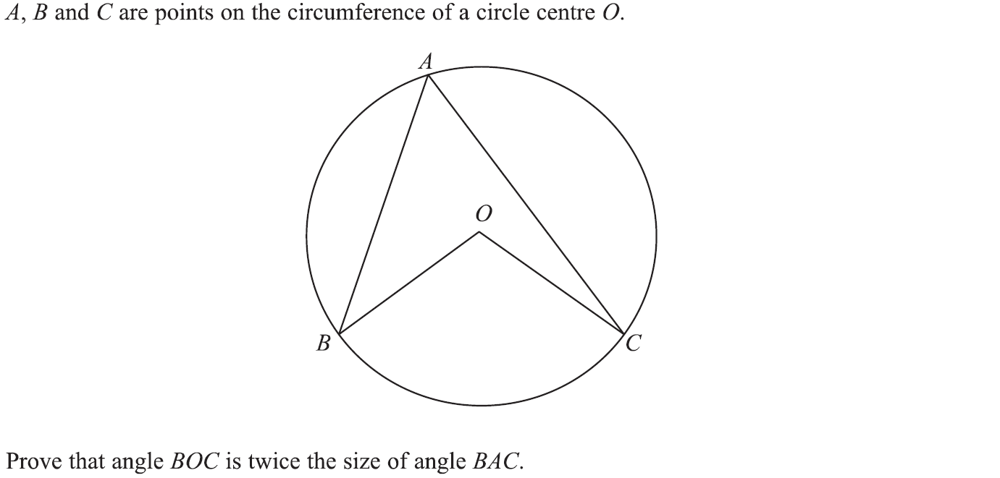 A, B and C are points on the circumference of a circle centre O.
A
O
B
C
Prove that angle BOC is twice the size of angle BAC.